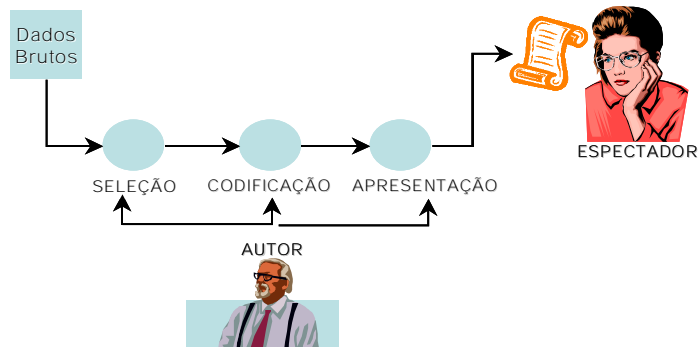 Dados
Brutos
ESPECTADOR
SELEÇÃO
CODIFICAÇÃO
APRESENTAÇÃO
AUTOR